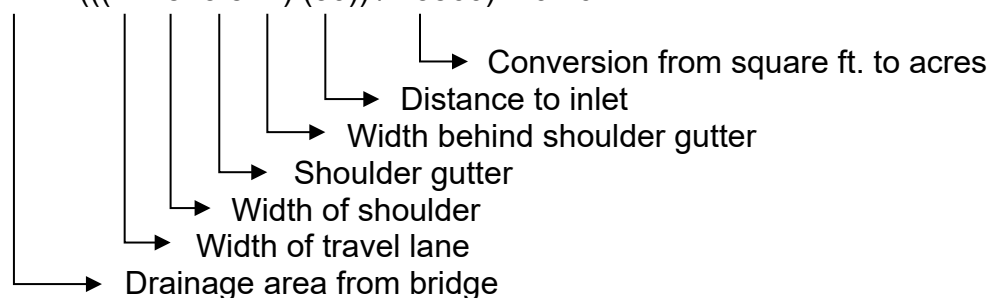 Conversion from square ft. to acres
Distance to inlet
Width behind shoulder gutter
Shoulder gutter
Width of shoulder
Width of travel lane
Drainage area from bridge